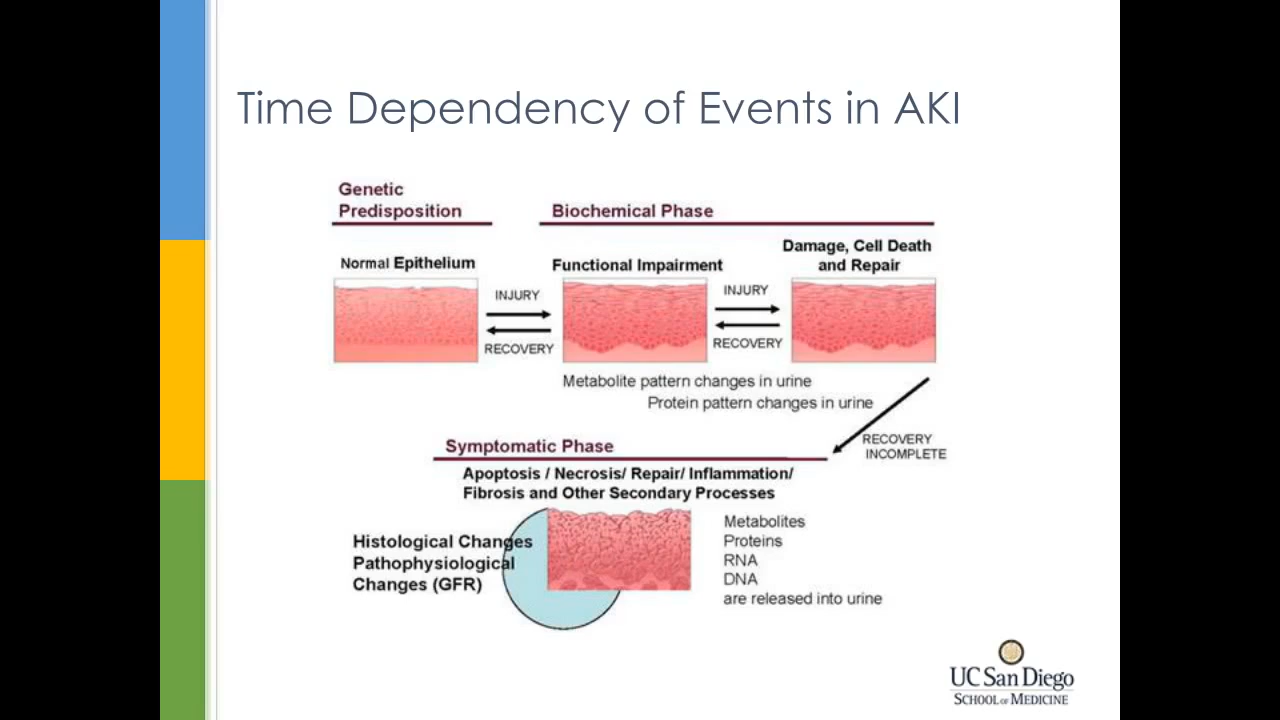 Time Dependency of Events in AKI
Genetic
Predisposition
Biochemical Phase
Normal Epithelium
Functional Impairment
Damage, Cell Death
and Repair
INJURY
RECOVERY
INJURY
RECOVERY
Metabolite pattern changes in urine
Protein pattern changes in urine
RECOVERY
INCOMPLETE
Symptomatic Phase
Apoptosis / Necrosis/ Repair/ Inflammation/
Fibrosis and Other Secondary Processes
Histological Changes
Pathophysiological
Changes (GFR)
Metabolites
Proteins
RNA
DNA
are released into urine
UC San Diego
SCHOOL OF MEDICINE